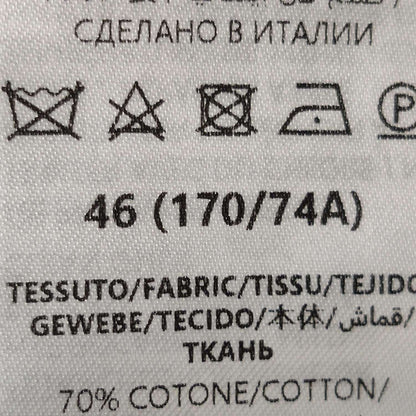 СДЕЛАНО В ИТАЛИИ
P
46 (170/74A)
TESSUTO/FABRIC/TISSU/TEJIDO
GEWEBE/TECIDO/本体/قماش/
ТКАНЬ
70% COTONE/COTTON/